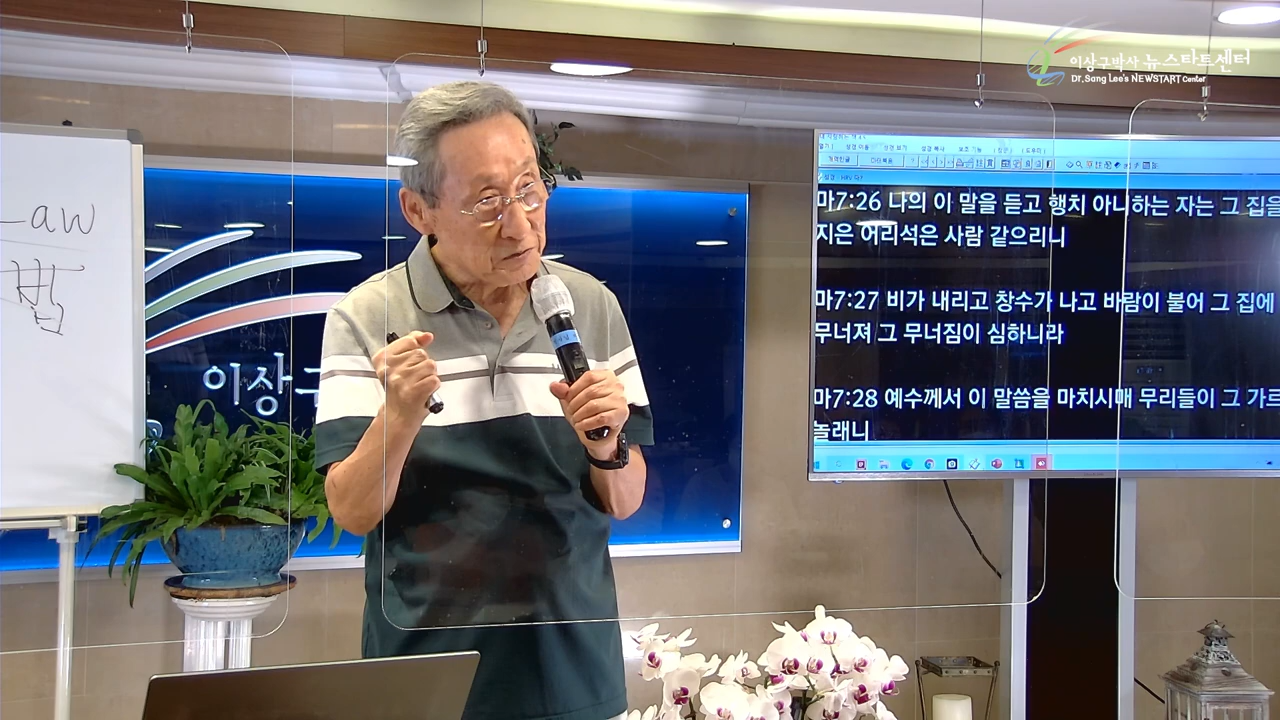 이상구박사 뉴스타트센터
Dr. Sang Lee's NEWSTART Center
Law
법
이상구
마7:26 나의 이 말을 듣고 행치 아니하는 자는 그 집을
지은 어리석은 사람 같으리니
마7:27 비가 내리고 창수가 나고 바람이 불어 그 집에
무너져 그 무너짐이 심하니라
마7:28 예수께서 이 말씀을 마치시매 무리들이 그 가르
놀래니